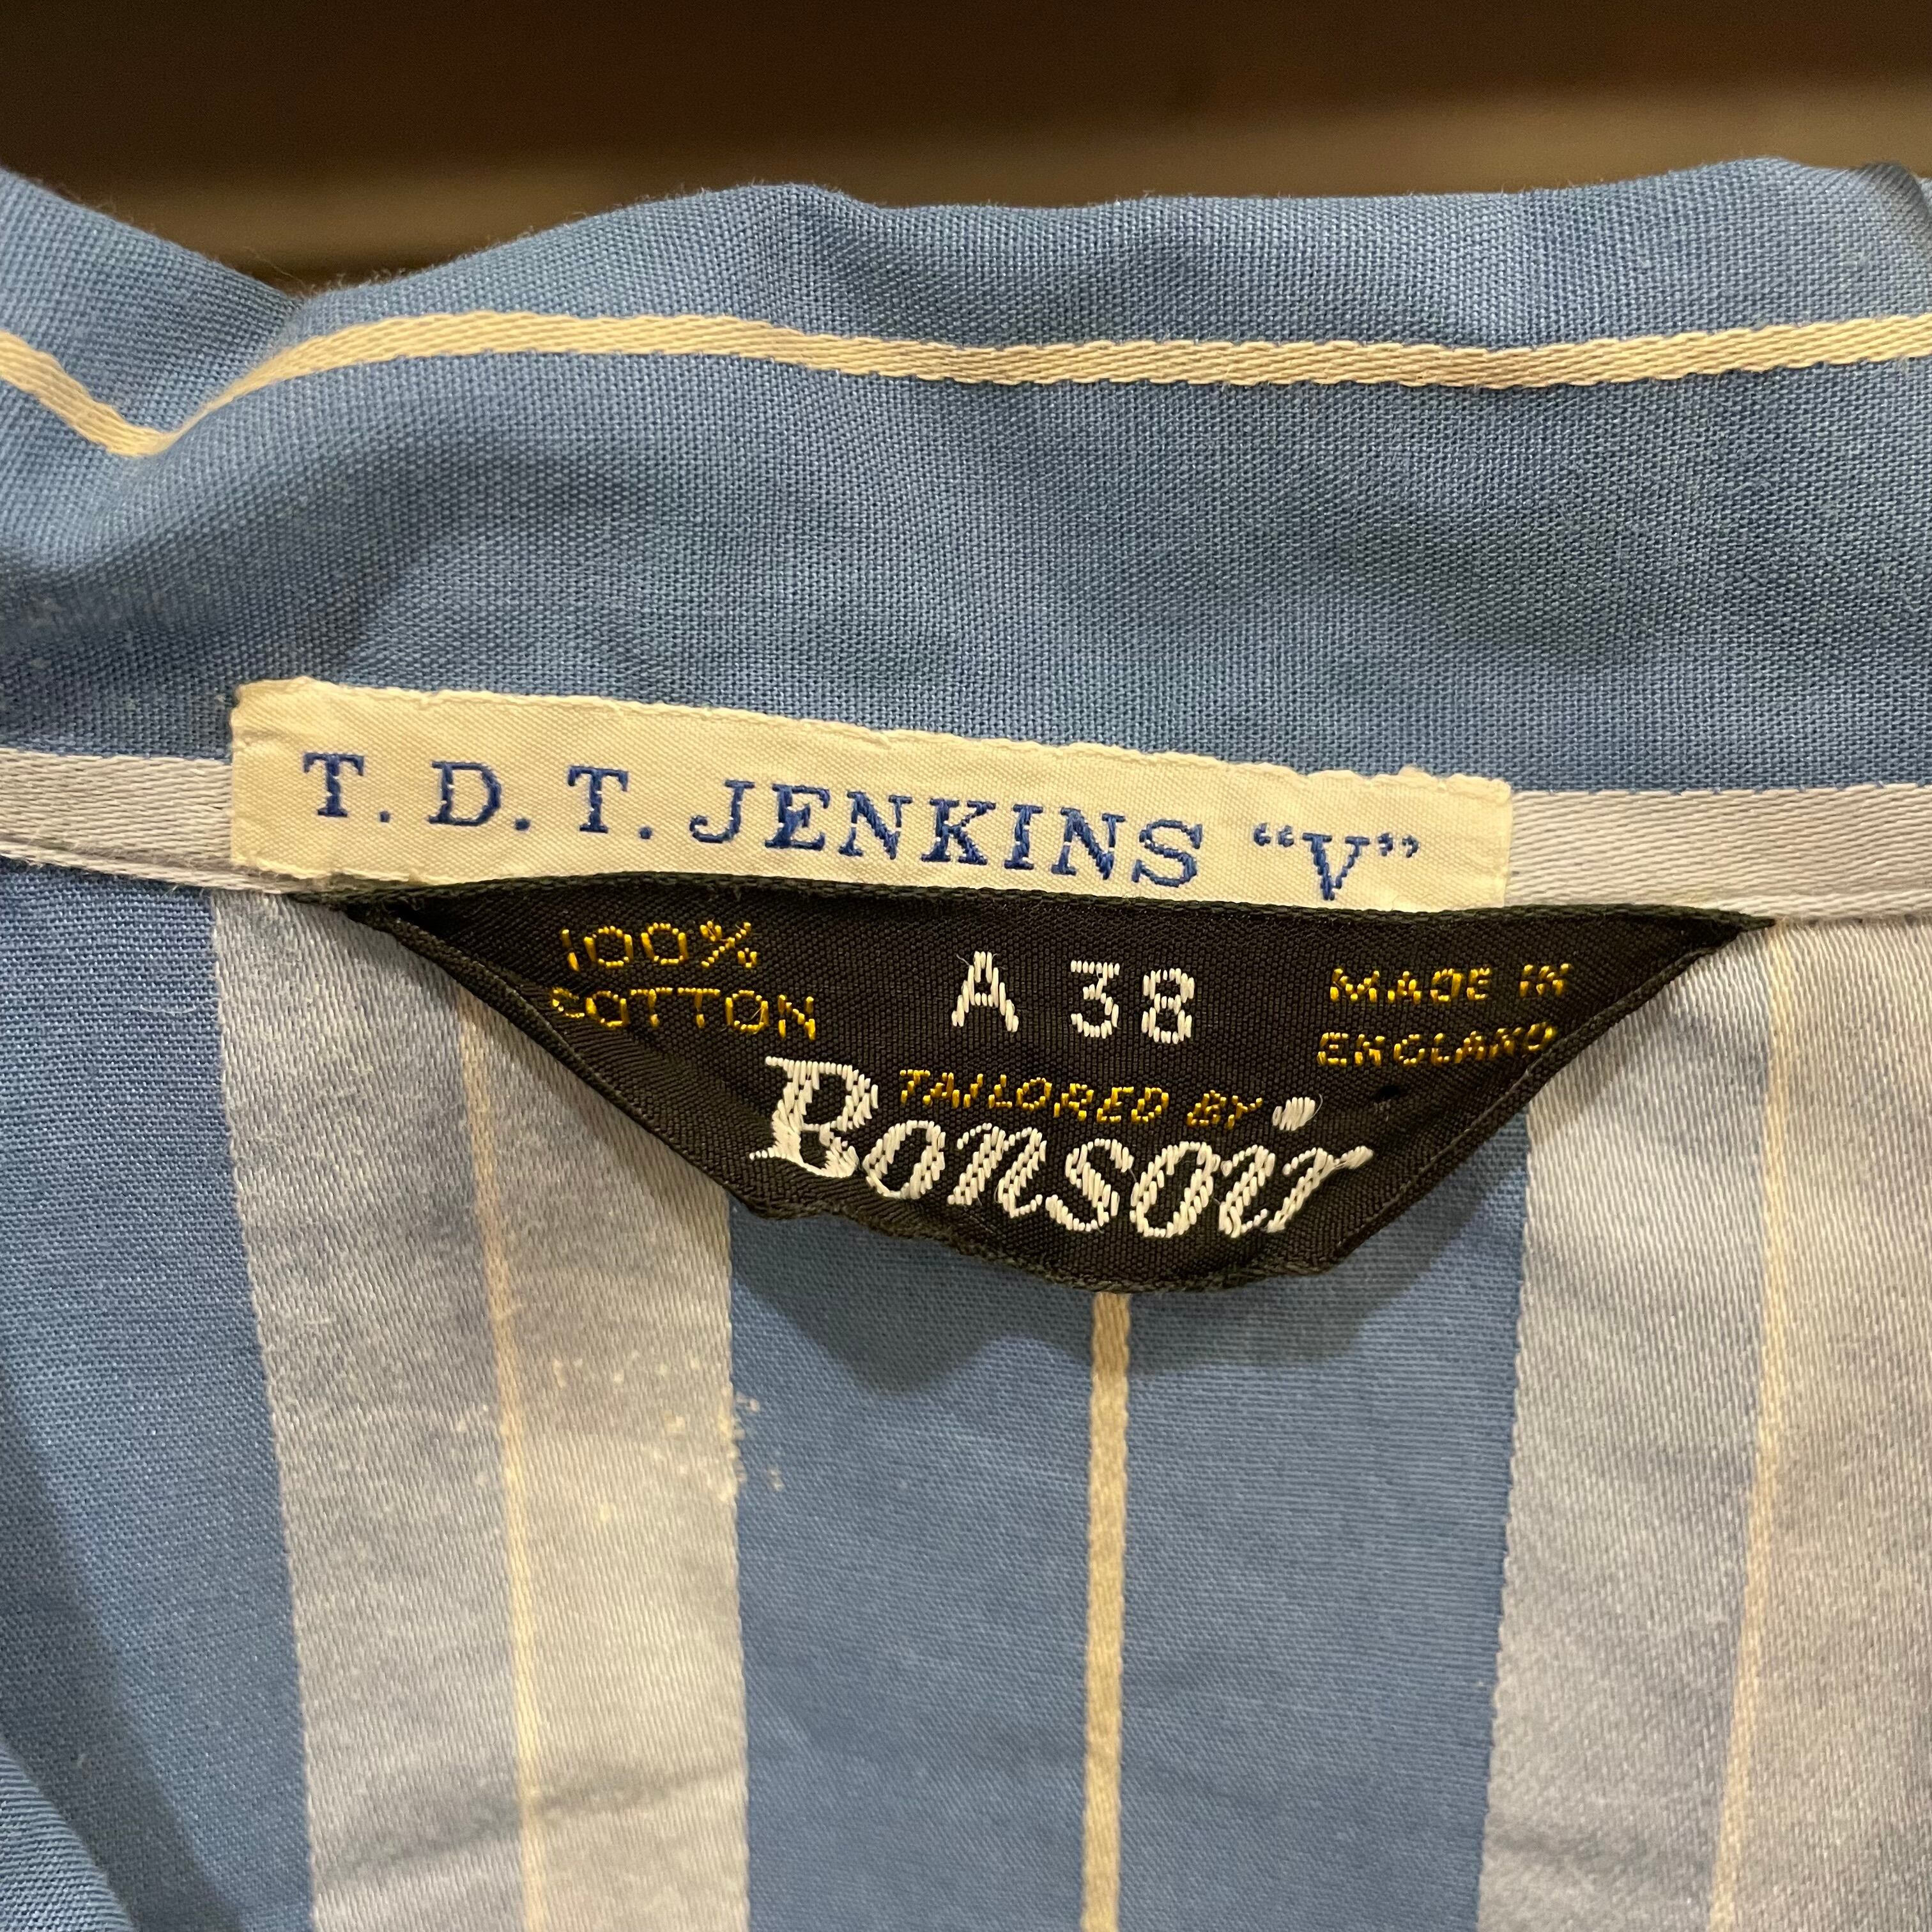 T. D. T. JENKINS “V”
100%
COTTON
A 38
MADE IN
ENGLAND
TAILORED BY
Bonsoir